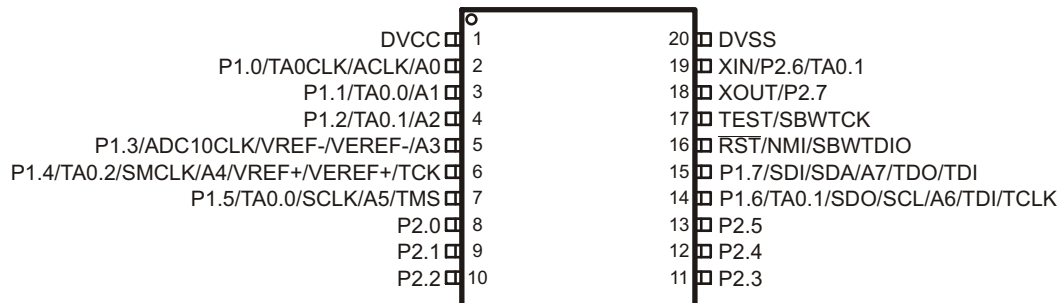 DVCC 1 20 DVSS
P1.0/TA0CLK/ACLK/A0 2 19 XIN/P2.6/TA0.1
P1.1/TA0.0/A1 3 18 XOUT/P2.7
P1.2/TA0.1/A2 4 17 TEST/SBWTCK
P1.3/ADC10CLK/VREF-/VEREF-/A3 5 16 RST/NMI/SBWTDIO
P1.4/TA0.2/SMCLK/A4/VREF+/VEREF+/TCK 6 15 P1.7/SDI/SDA/A7/TDO/TDI
P1.5/TA0.0/SCLK/A5/TMS 7 14 P1.6/TA0.1/SDO/SCL/A6/TDI/TCLK
P2.0 8 13 P2.5
P2.1 9 12 P2.4
P2.2 10 11 P2.3